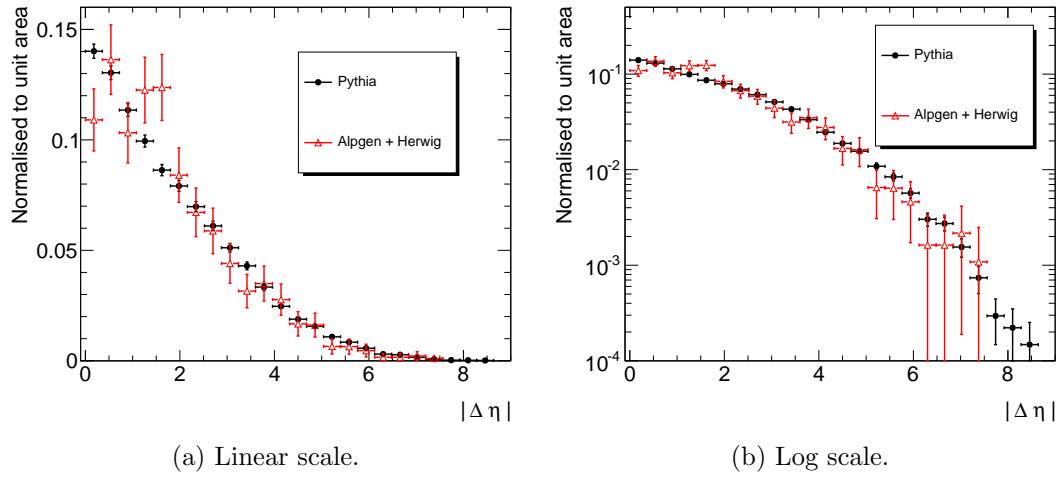 Normalised to unit area
0.15
0.1
0.05
0
0 2 4 6 8
|Δ η|
Pythia
Alpgen + Herwig
(a) Linear scale.
Normalised to unit area
10⁻¹
10⁻²
10⁻³
10⁻⁴
0 2 4 6 8
|Δ η|
Pythia
Alpgen + Herwig
(b) Log scale.